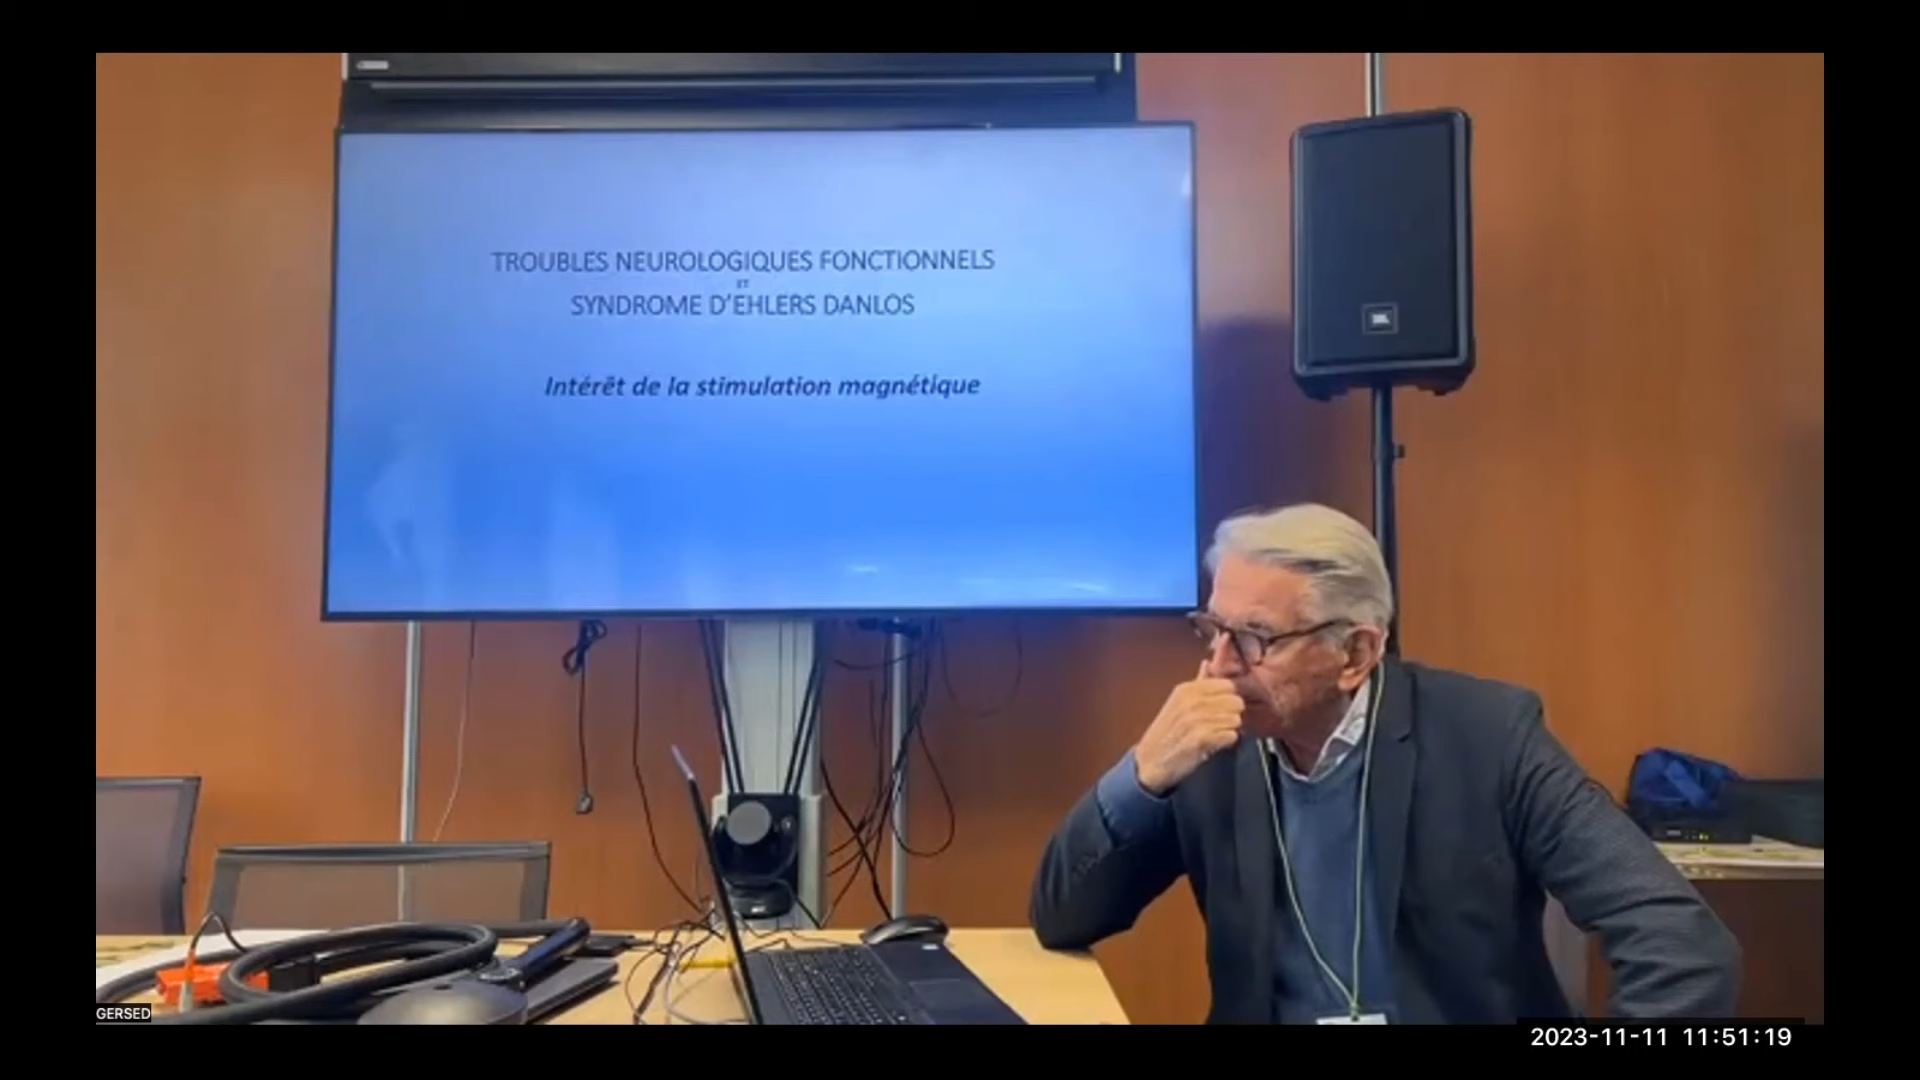 TROUBLES NEUROLOGIQUES FONCTIONNELS
ET
SYNDROME D'EHLERS DANLOS
Intérêt de la stimulation magnétique
JBL
GERSED
2023-11-11 11:51:19